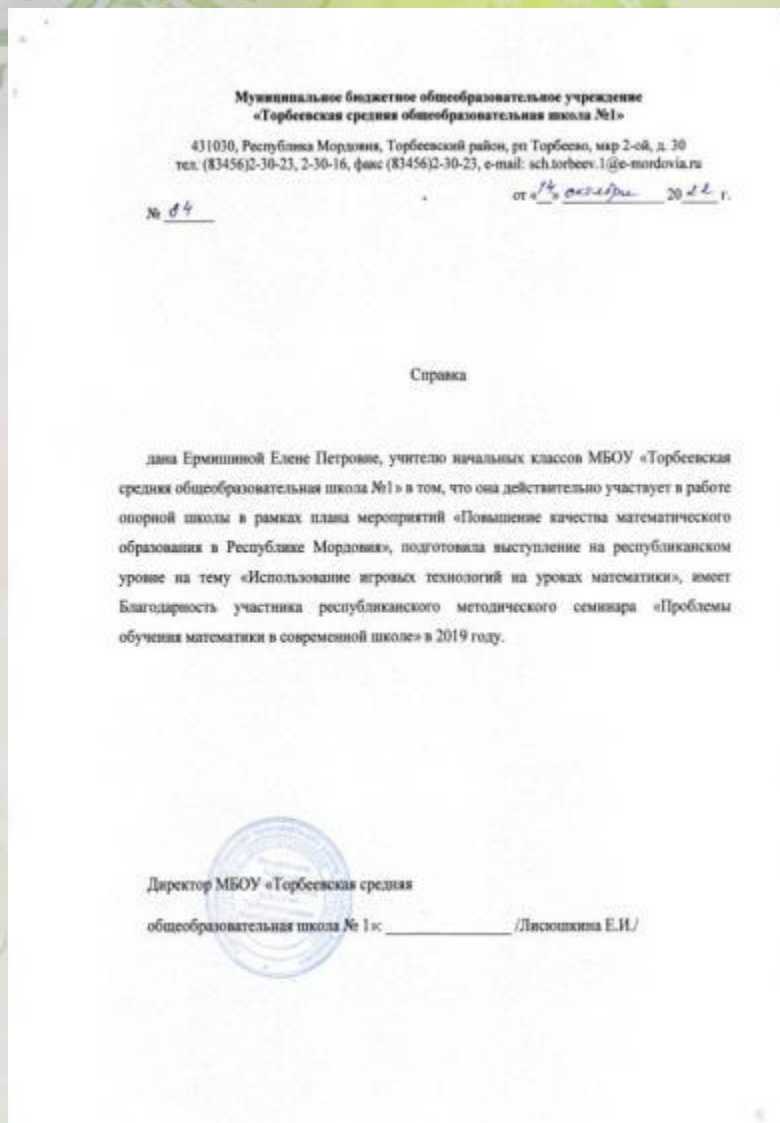 Муниципальное бюджетное общеобразовательное учреждение
«Торбеевская средняя общеобразовательная школа №1»
431030, Республика Мордовия, Торбеевский район, рп Торбеево, мкр 2-ой, д. 30
тел. (83456)2-30-23, 2-30-16, факс (83456)2-30-23, e-mail: sch.torbeev.1@e-mordovia.ru
от «14» октября 2022 г.
№ 84
Справка
дана Ермишиной Елене Петровне, учителю начальных классов МБОУ «Торбеевская
средняя общеобразовательная школа №1» в том, что она действительно участвует в работе
опорной школы в рамках плана мероприятий «Повышение качества математического
образования в Республике Мордовия», подготовила выступление на республиканском
уровне на тему «Использование игровых технологий на уроках математики», имеет
Благодарность участника республиканского методического семинара «Проблемы
обучения математики в современной школе» в 2019 году.
Директор МБОУ «Торбеевская средняя
общеобразовательная школа № 1»: _______________ /Лисюшкина Е.И./